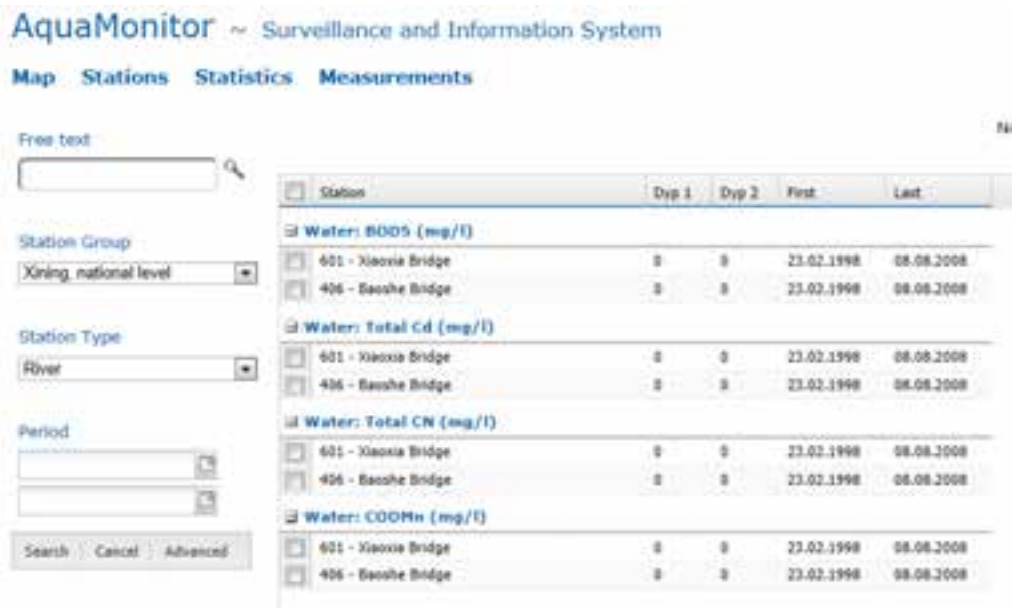 AquaMonitor ~ Surveillance and Information System
Map Stations Statistics Measurements
Free text
Station Group
Xining, national level
Station Type
River
Period
Search Cancel Advanced
Station Dyp 1 Dyp 2 First Last
Water: BOD5 (mg/l)
601 - Xiaoxia Bridge 0 0 23.02.1998 08.08.2008
406 - Baoshe Bridge 0 0 23.02.1998 08.08.2008
Water: Total Cd (mg/l)
601 - Xiaoxia Bridge 0 0 23.02.1998 08.08.2008
406 - Baoshe Bridge 0 0 23.02.1998 08.08.2008
Water: Total CN (mg/l)
601 - Xiaoxia Bridge 0 0 23.02.1998 08.08.2008
406 - Baoshe Bridge 0 0 23.02.1998 08.08.2008
Water: CODMn (mg/l)
601 - Xiaoxia Bridge 0 0 23.02.1998 08.08.2008
406 - Baoshe Bridge 0 0 23.02.1998 08.08.2008